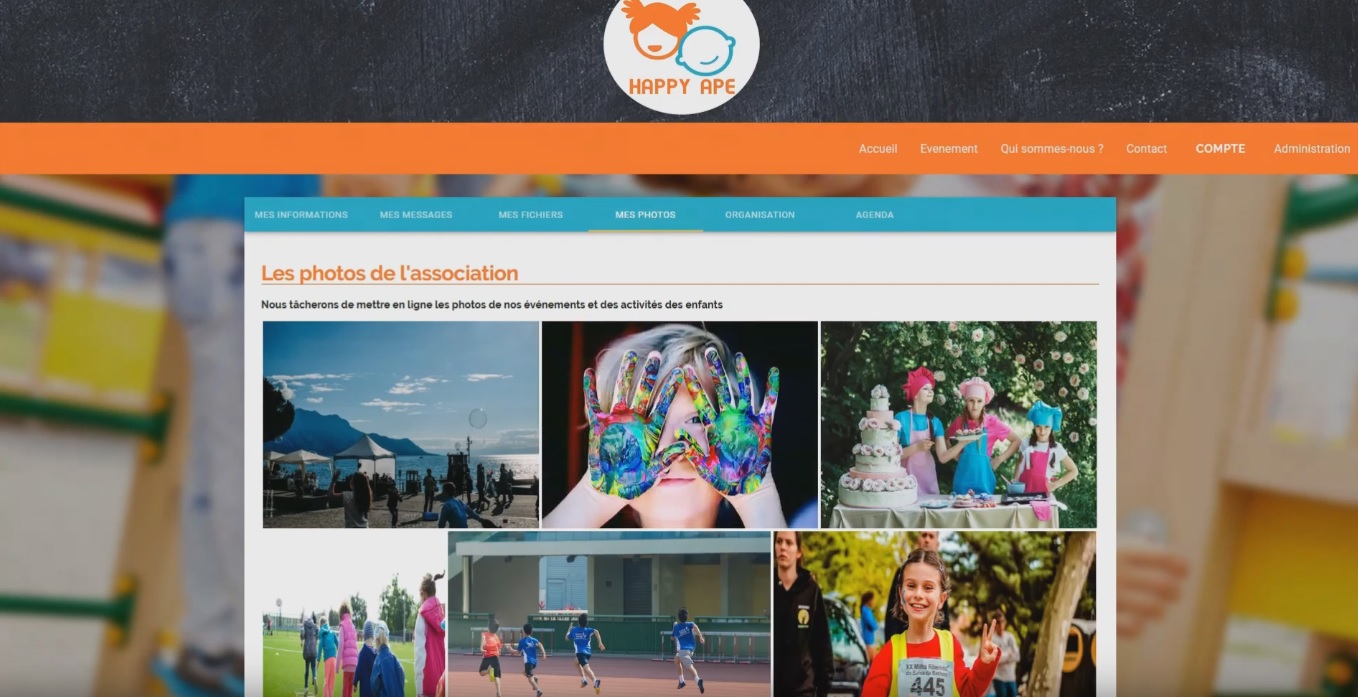 HAPPY APE
Accueil Evenement Qui sommes-nous ? Contact COMPTE Administration
MES INFORMATIONS MES MESSAGES MES FICHIERS MES PHOTOS ORGANISATION AGENDA
Les photos de l'association
Nous tâcherons de mettre en ligne les photos de nos événements et des activités des enfants
445